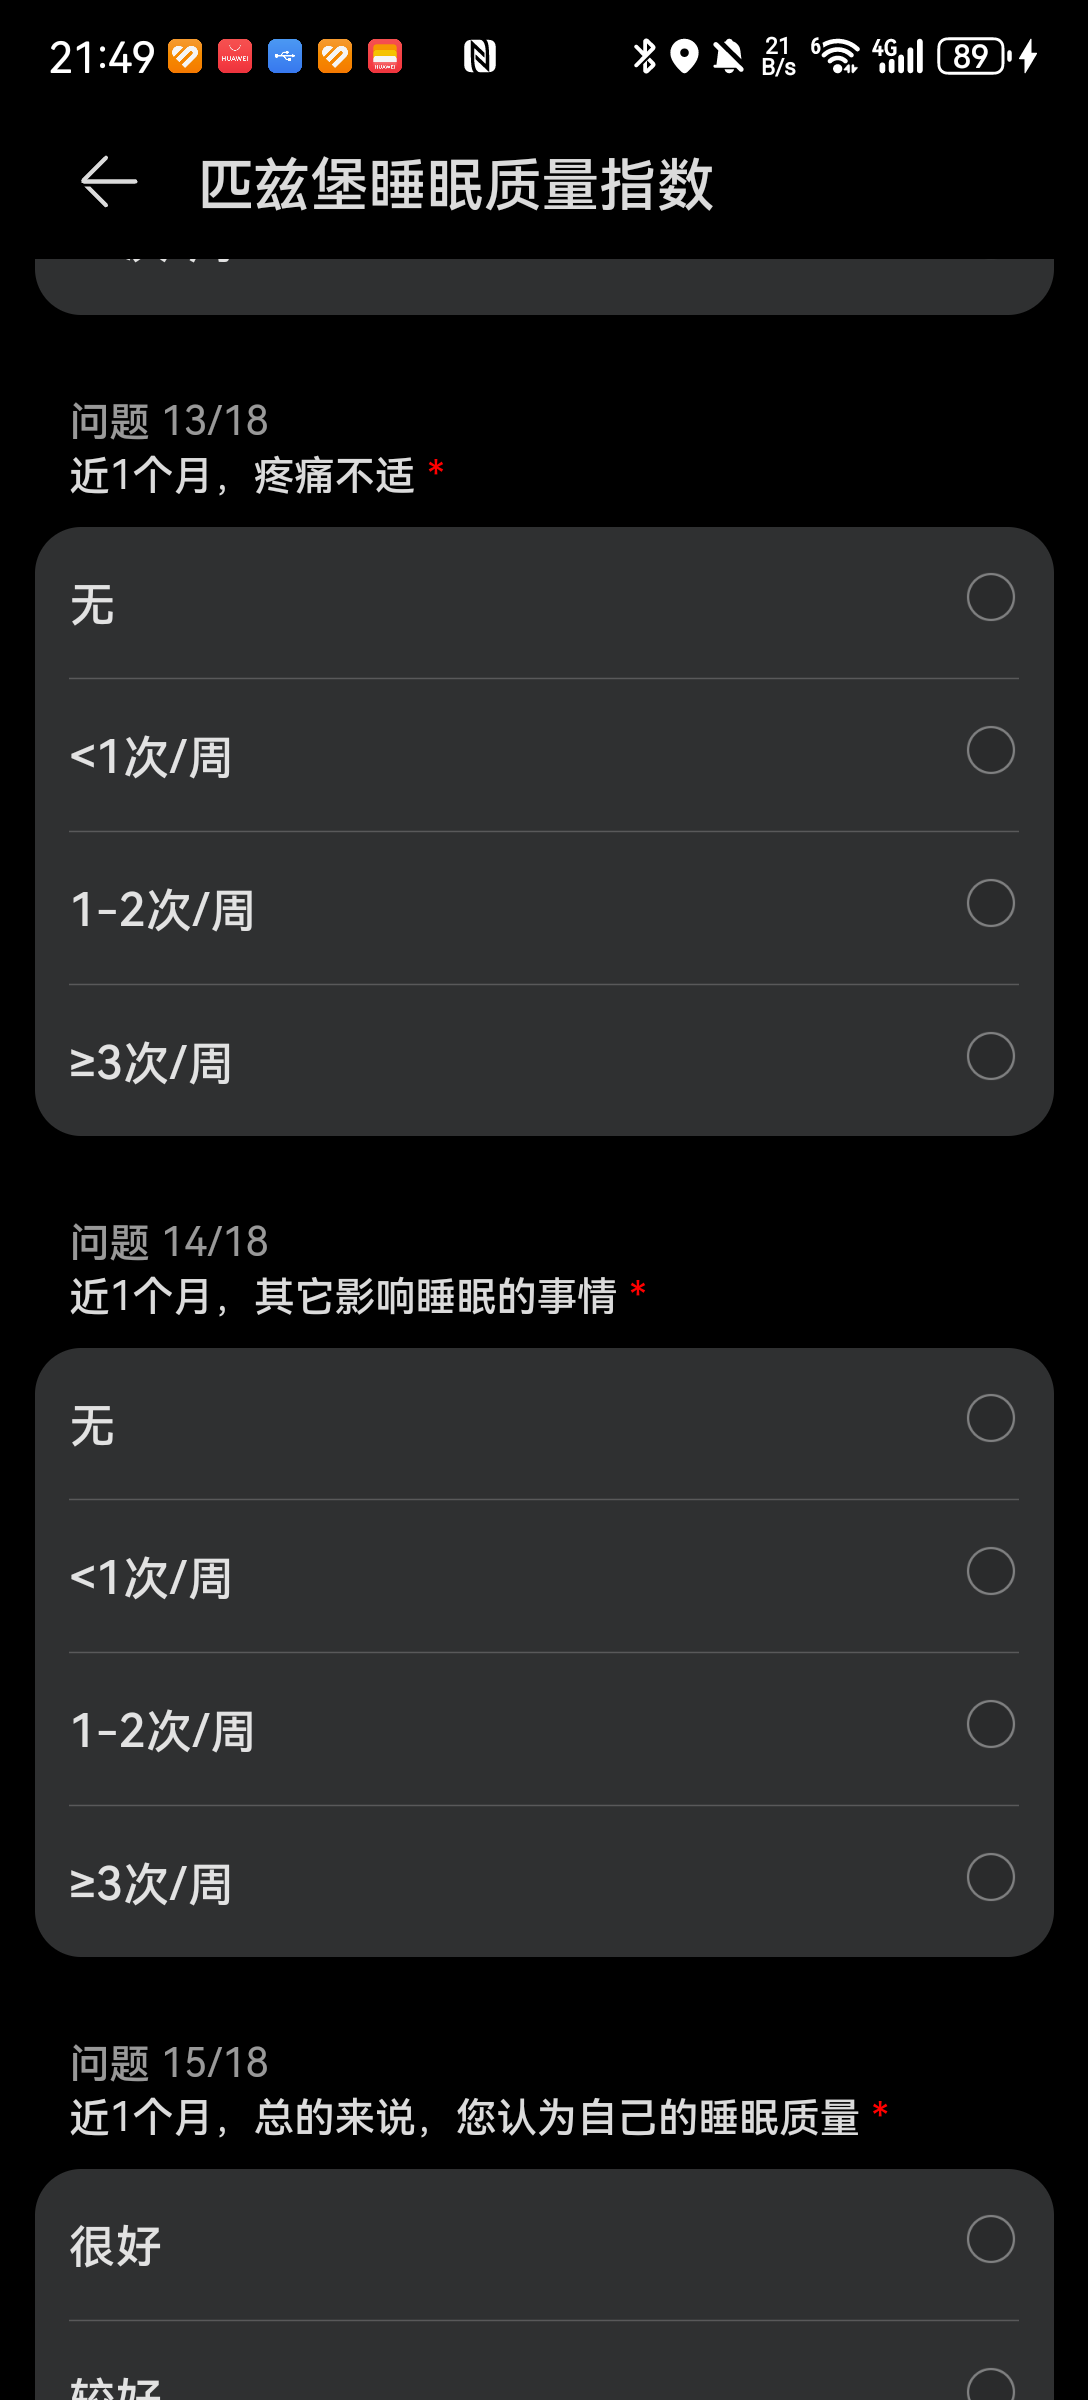 21:49
21 B/s
6
4G
89
匹兹堡睡眠质量指数
问题 13/18
近1个月，疼痛不适 *
无
<1次/周
1-2次/周
≥3次/周
问题 14/18
近1个月，其它影响睡眠的事情 *
无
<1次/周
1-2次/周
≥3次/周
问题 15/18
近1个月，总的来说，您认为自己的睡眠质量 *
很好
较好